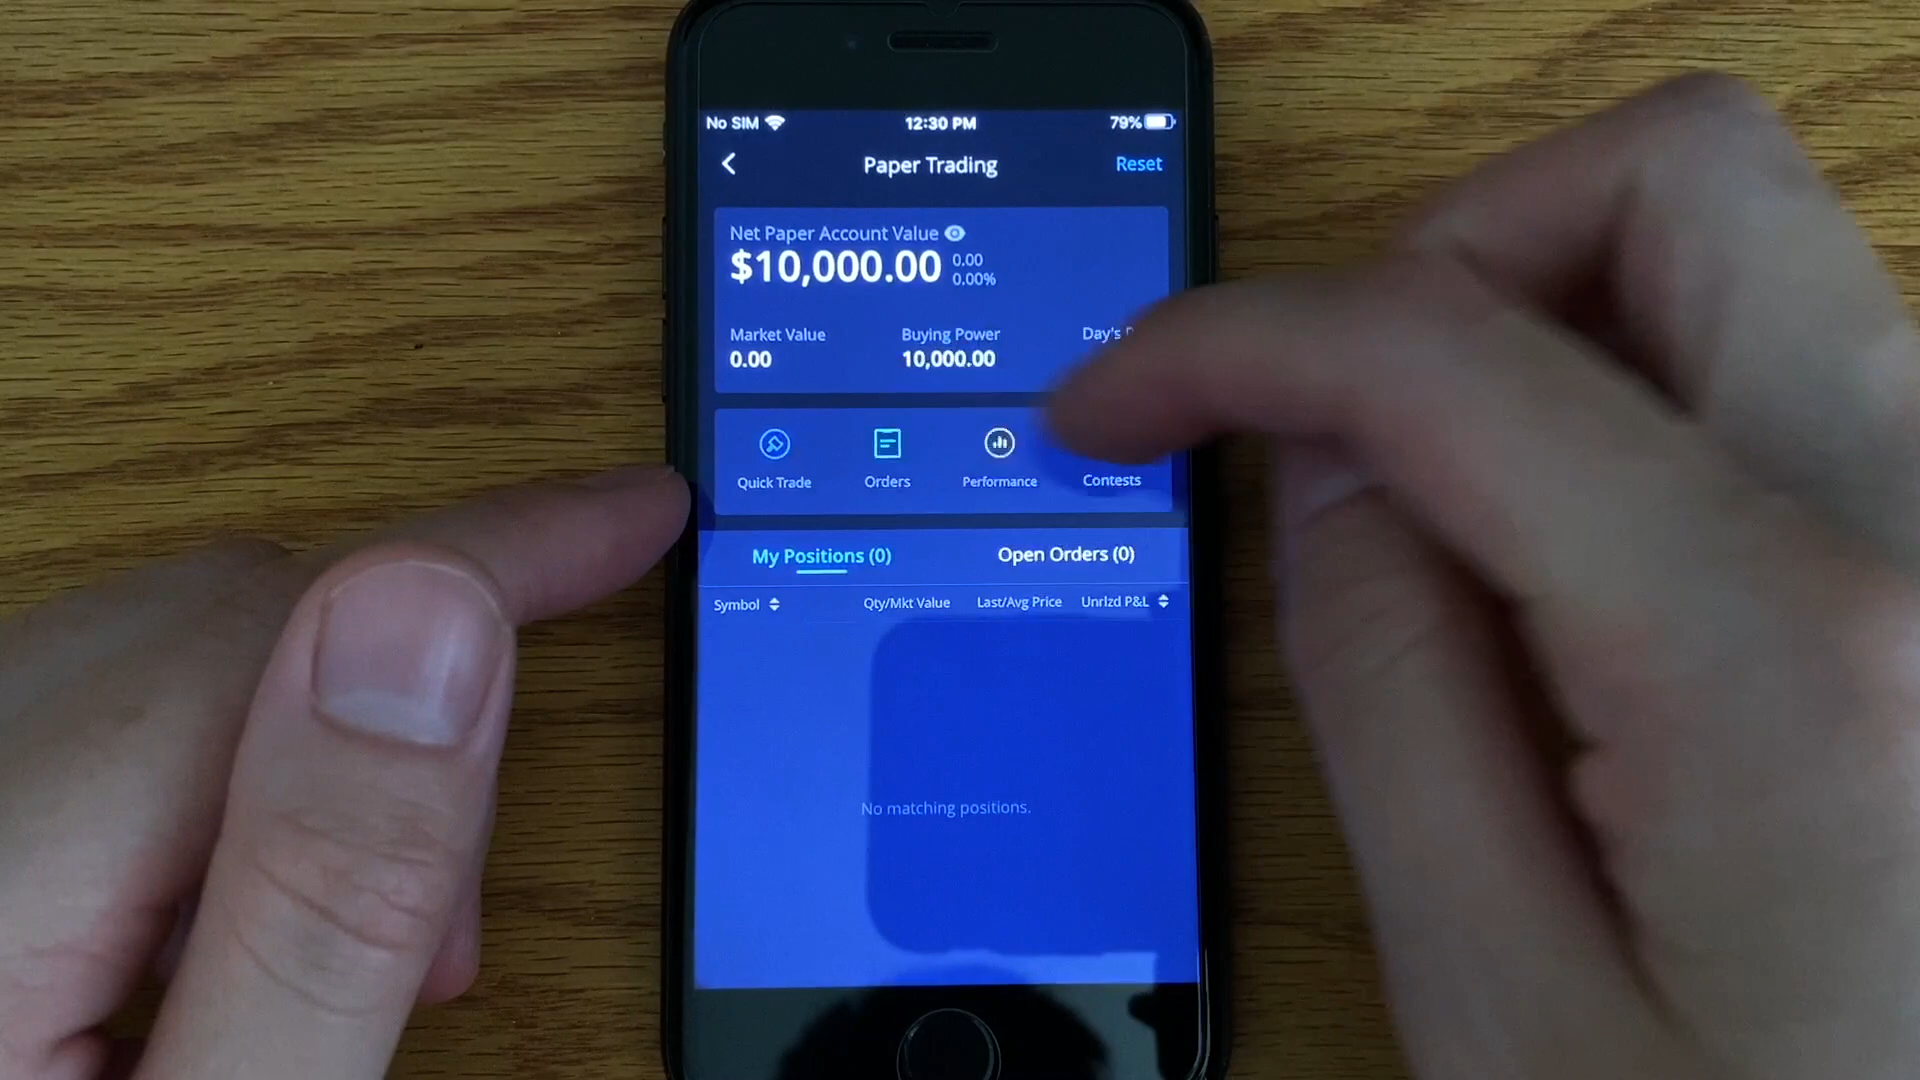 No SIM 12:30 PM 79%
Paper Trading Reset
Net Paper Account Value
$10,000.00 0.00
0.00%
Market Value Buying Power Day's
0.00 10,000.00
Quick Trade Orders Performance Contests
My Positions (0) Open Orders (0)
Symbol Qty/Mkt Value Last/Avg Price Unrlzd P&L
No matching positions.